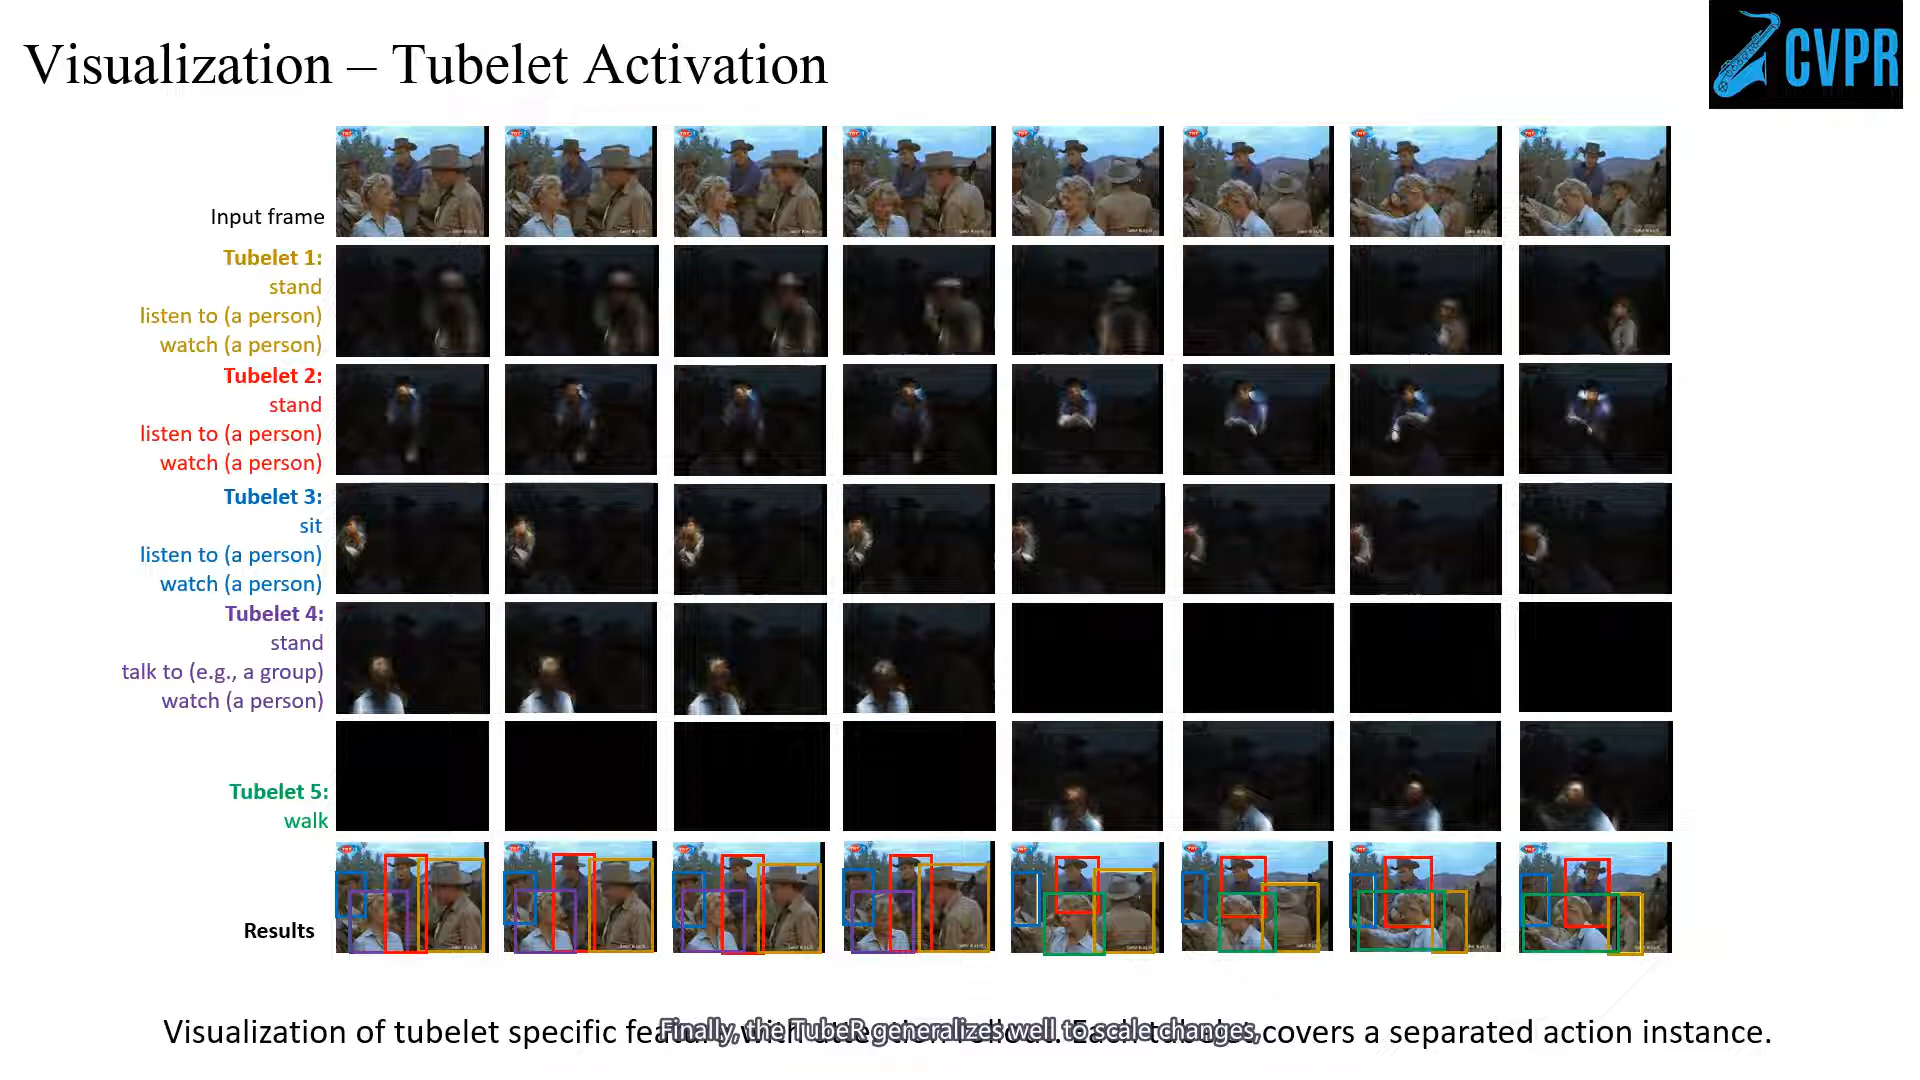 Visualization – Tubelet Activation
CVPR
Input frame
Tubelet 1:
stand
listen to (a person)
watch (a person)
Tubelet 2:
stand
listen to (a person)
watch (a person)
Tubelet 3:
sit
listen to (a person)
watch (a person)
Tubelet 4:
stand
talk to (e.g., a group)
watch (a person)
Tubelet 5:
walk
Results
Visualization of tubelet specific with Each tubelet covers a separated action instance.
Finally, the TubeR generalizes well to scale changes,